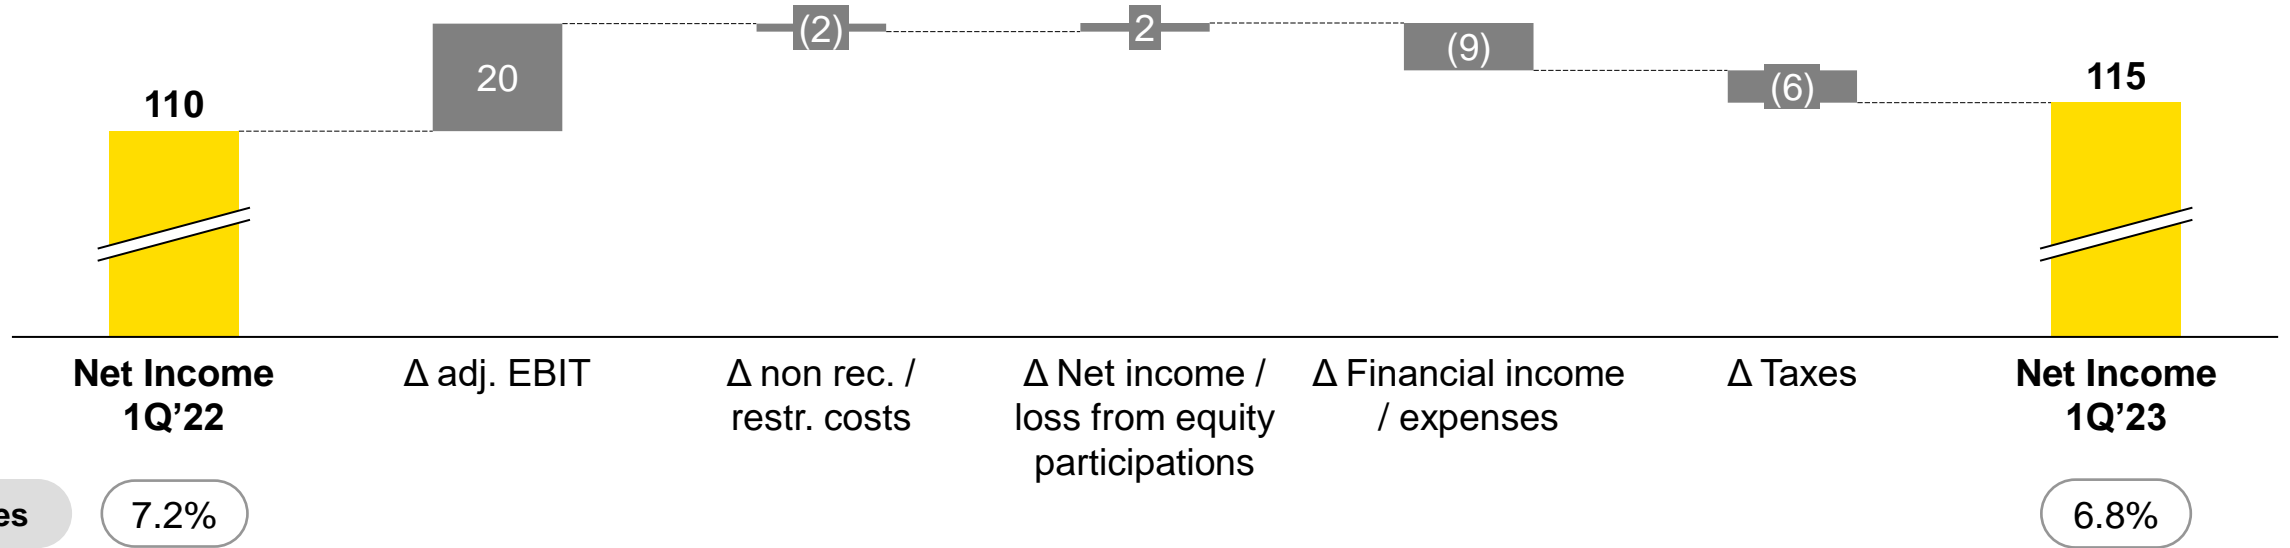 110
20
(2)
2
(9)
(6)
115
Net Income
1Q’22
Δ adj. EBIT
Δ non rec. /
restr. costs
Δ Net income /
loss from equity
participations
Δ Financial income
/ expenses
Δ Taxes
Net Income
1Q’23
7.2%
6.8%